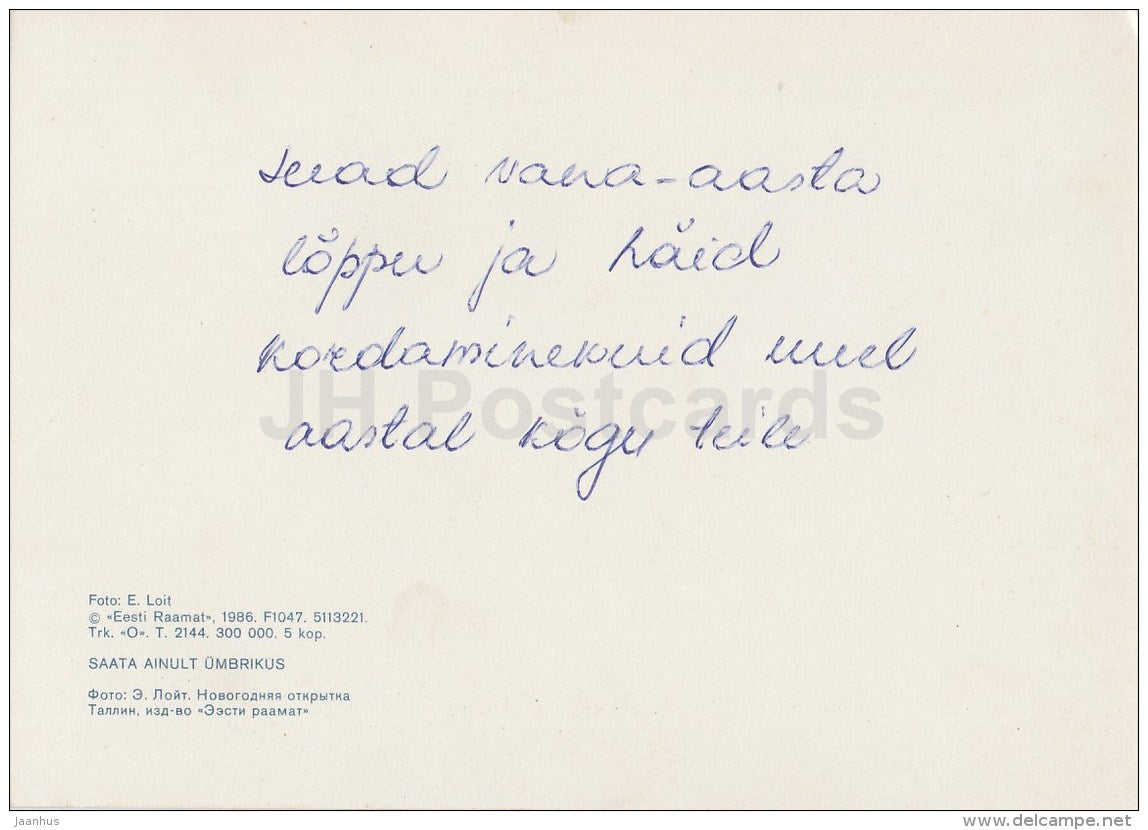 head vana-aasta
lõppu ja häid
kordaminekuid uuel
aastal kõgu teile
JH Postcards
Foto: E. Loit
© «Eesti Raamat», 1986. F1047. 5113221.
Trk. «O». T. 2144. 300 000. 5 kop.
SAATA AINULT ÜMBRIKUS
Фото: Э. Лойт. Новогодняя открытка
Таллин, изд-во «Ээсти раамат»
Jaanhus
www.delcampe.net